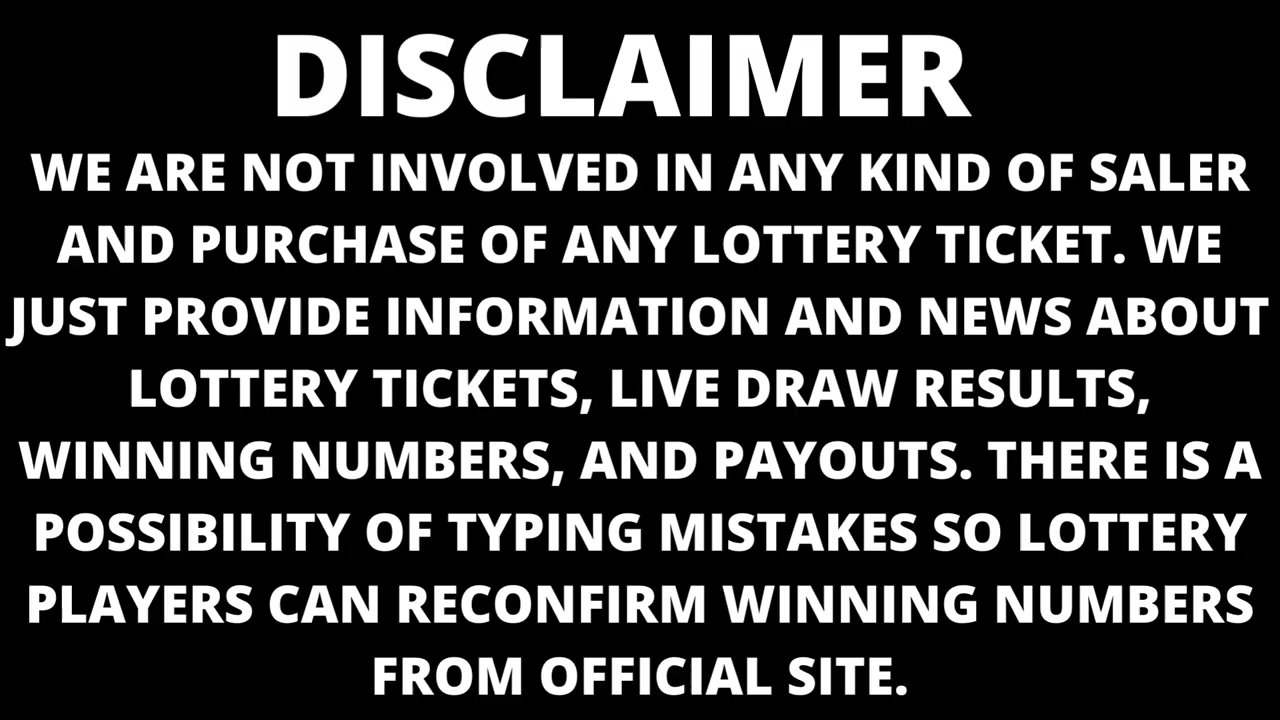 DISCLAIMER
WE ARE NOT INVOLVED IN ANY KIND OF SALER
AND PURCHASE OF ANY LOTTERY TICKET. WE
JUST PROVIDE INFORMATION AND NEWS ABOUT
LOTTERY TICKETS, LIVE DRAW RESULTS,
WINNING NUMBERS, AND PAYOUTS. THERE IS A
POSSIBILITY OF TYPING MISTAKES SO LOTTERY
PLAYERS CAN RECONFIRM WINNING NUMBERS
FROM OFFICIAL SITE.